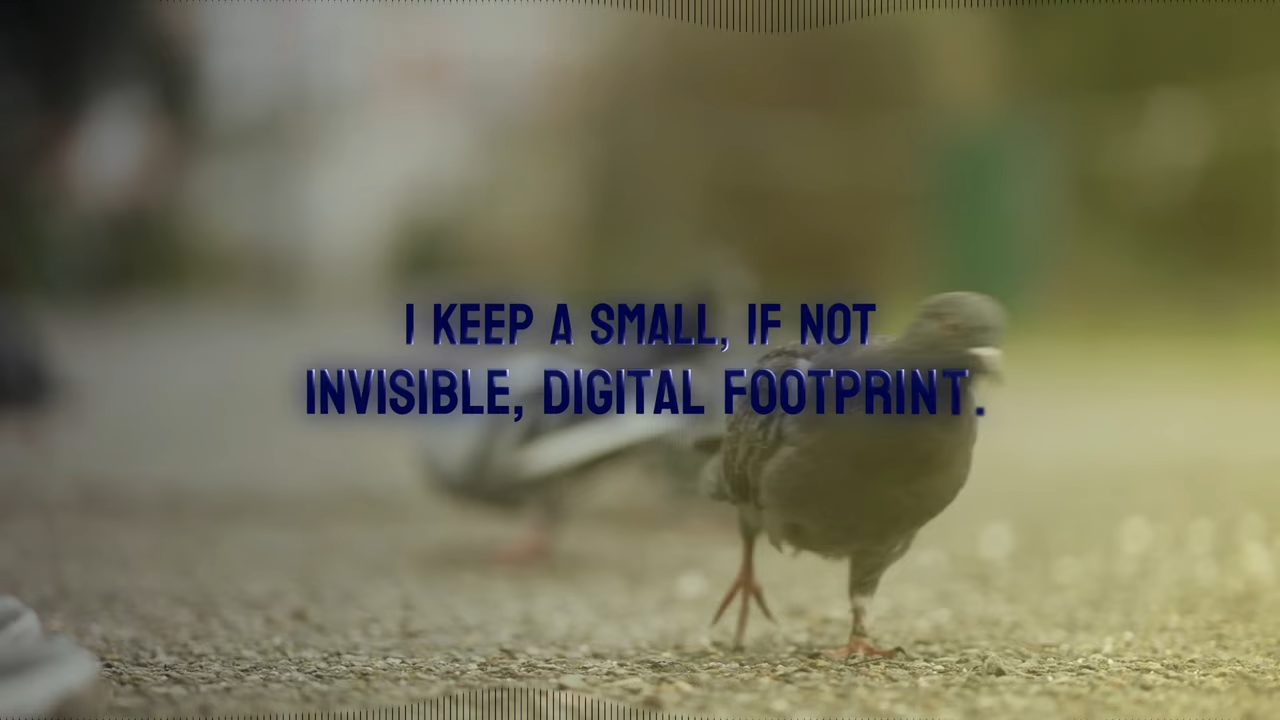 I KEEP A SMALL, IF NOT
INVISIBLE, DIGITAL FOOTPRINT.